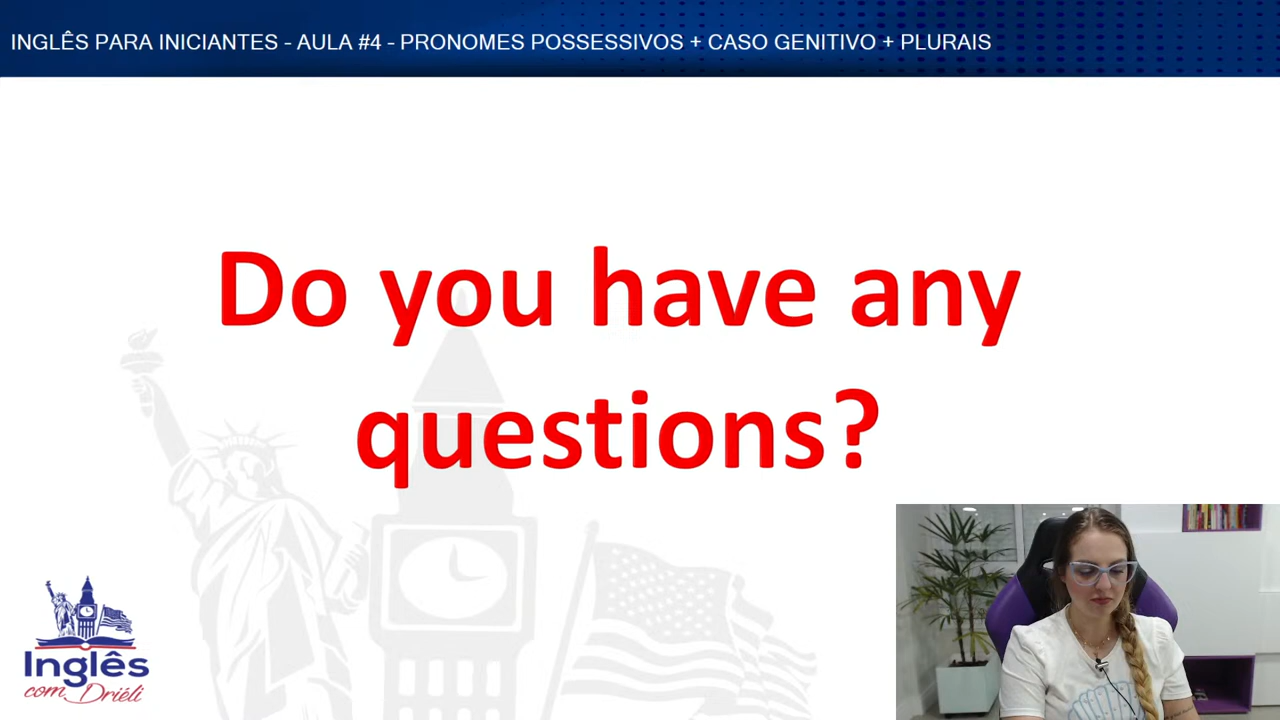 INGLÊS PARA INICIANTES - AULA #4 - PRONOMES POSSESSIVOS + CASO GENITIVO + PLURAIS
Do you have any
questions?
Inglês
com Driéli